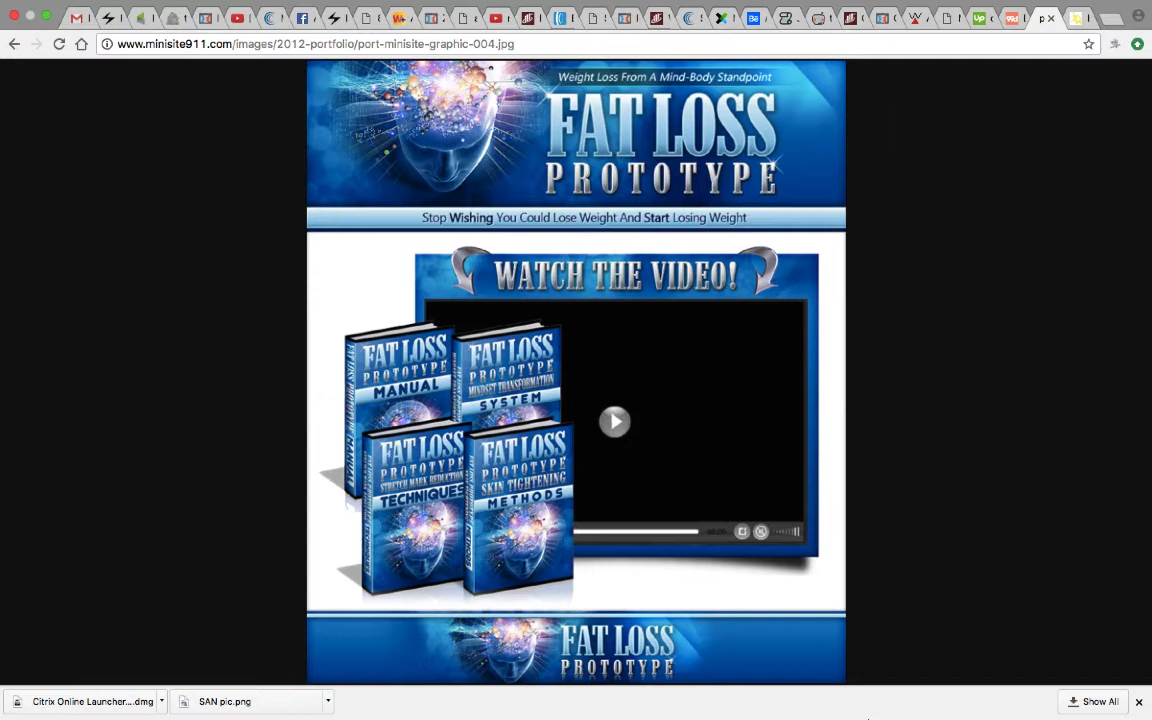 www.minisite911.com/images/2012-portfolio/port-minisite-graphic-004.jpg
Weight Loss From A Mind-Body Standpoint
FAT LOSS
PROTOTYPE
Stop Wishing You Could Lose Weight And Start Losing Weight
WATCH THE VIDEO!
FAT LOSS
PROTOTYPE
MANUAL
FAT LOSS
PROTOTYPE
MINDSET TRANSFORMATION
SYSTEM
FAT LOSS
PROTOTYPE
STRETCH MARK REDUCTION
TECHNIQUES
FAT LOSS
PROTOTYPE
SKIN TIGHTENING
METHODS
FAT LOSS
PROTOTYPE
Citrix Online Launcher....dmg
SAN pic.png
Show All